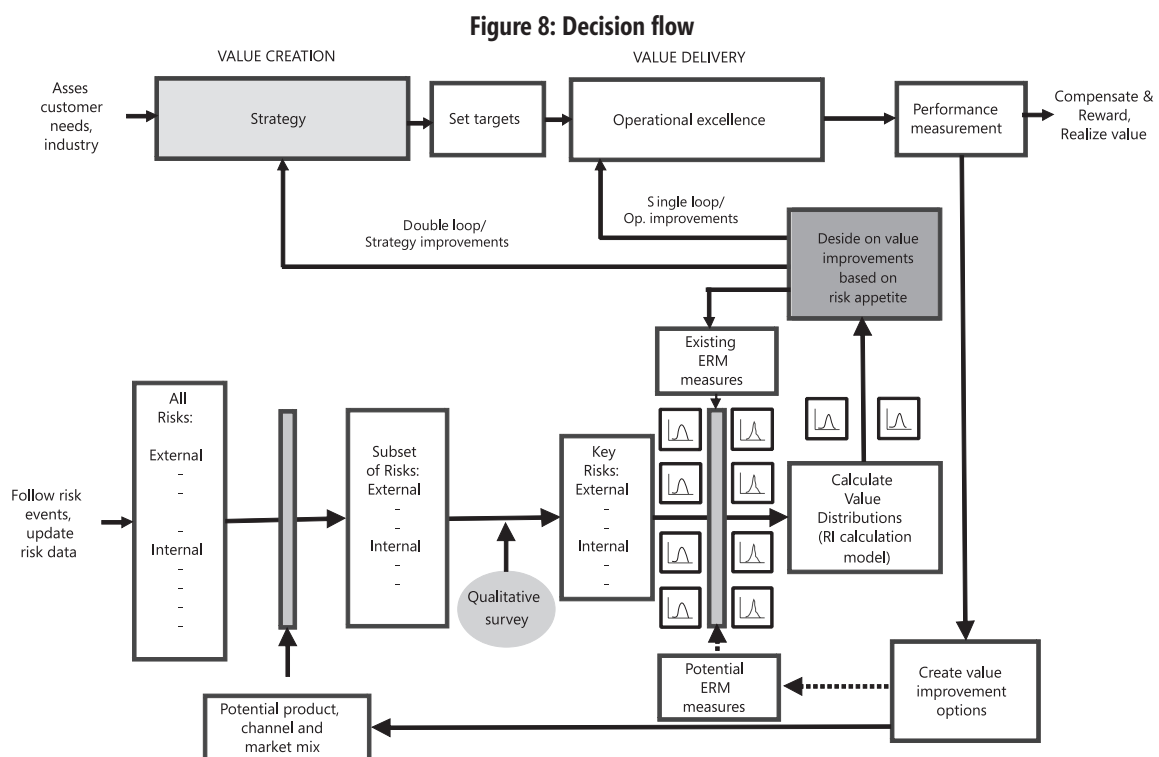 Figure 8: Decision flow
VALUE CREATION
VALUE DELIVERY
Asses
customer
needs,
industry
Strategy
Set targets
Operational excellence
Performance
measurement
Compensate &
Reward,
Realize value
Single loop/
Op. improvements
Double loop/
Strategy improvements
Deside on value
improvements
based on
risk appetite
Existing
ERM
measures
All
Risks:
External
-
-
-
Internal
-
-
-
-
Follow risk
events,
update
risk data
Subset
of Risks:
External
-
-
Internal
-
-
Qualitative
survey
Key
Risks:
External
-
-
Internal
-
-
Calculate
Value
Distributions
(RI calculation
model)
Potential
ERM
measures
Create value
improvement
options
Potential product,
channel and
market mix